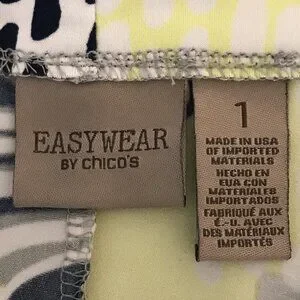 EASYWEAR
BY chico's
1
MADE IN USA
OF IMPORTED
MATERIALS
HECHO EN
EUA CON
MATERIALES
IMPORTADOS
FABRIQUÉ AUX
É.-U. AVEC
DES MATÉRIAUX
IMPORTÉS